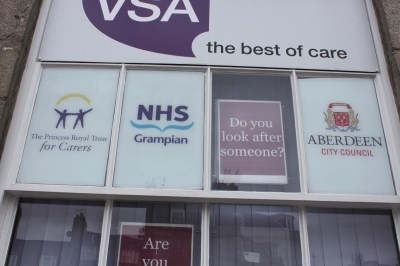 VSA
the best of care
The Princess Royal Trust
for Carers
NHS
Grampian
Do you
look after
someone?
ABERDEEN
CITY COUNCIL
Are
you